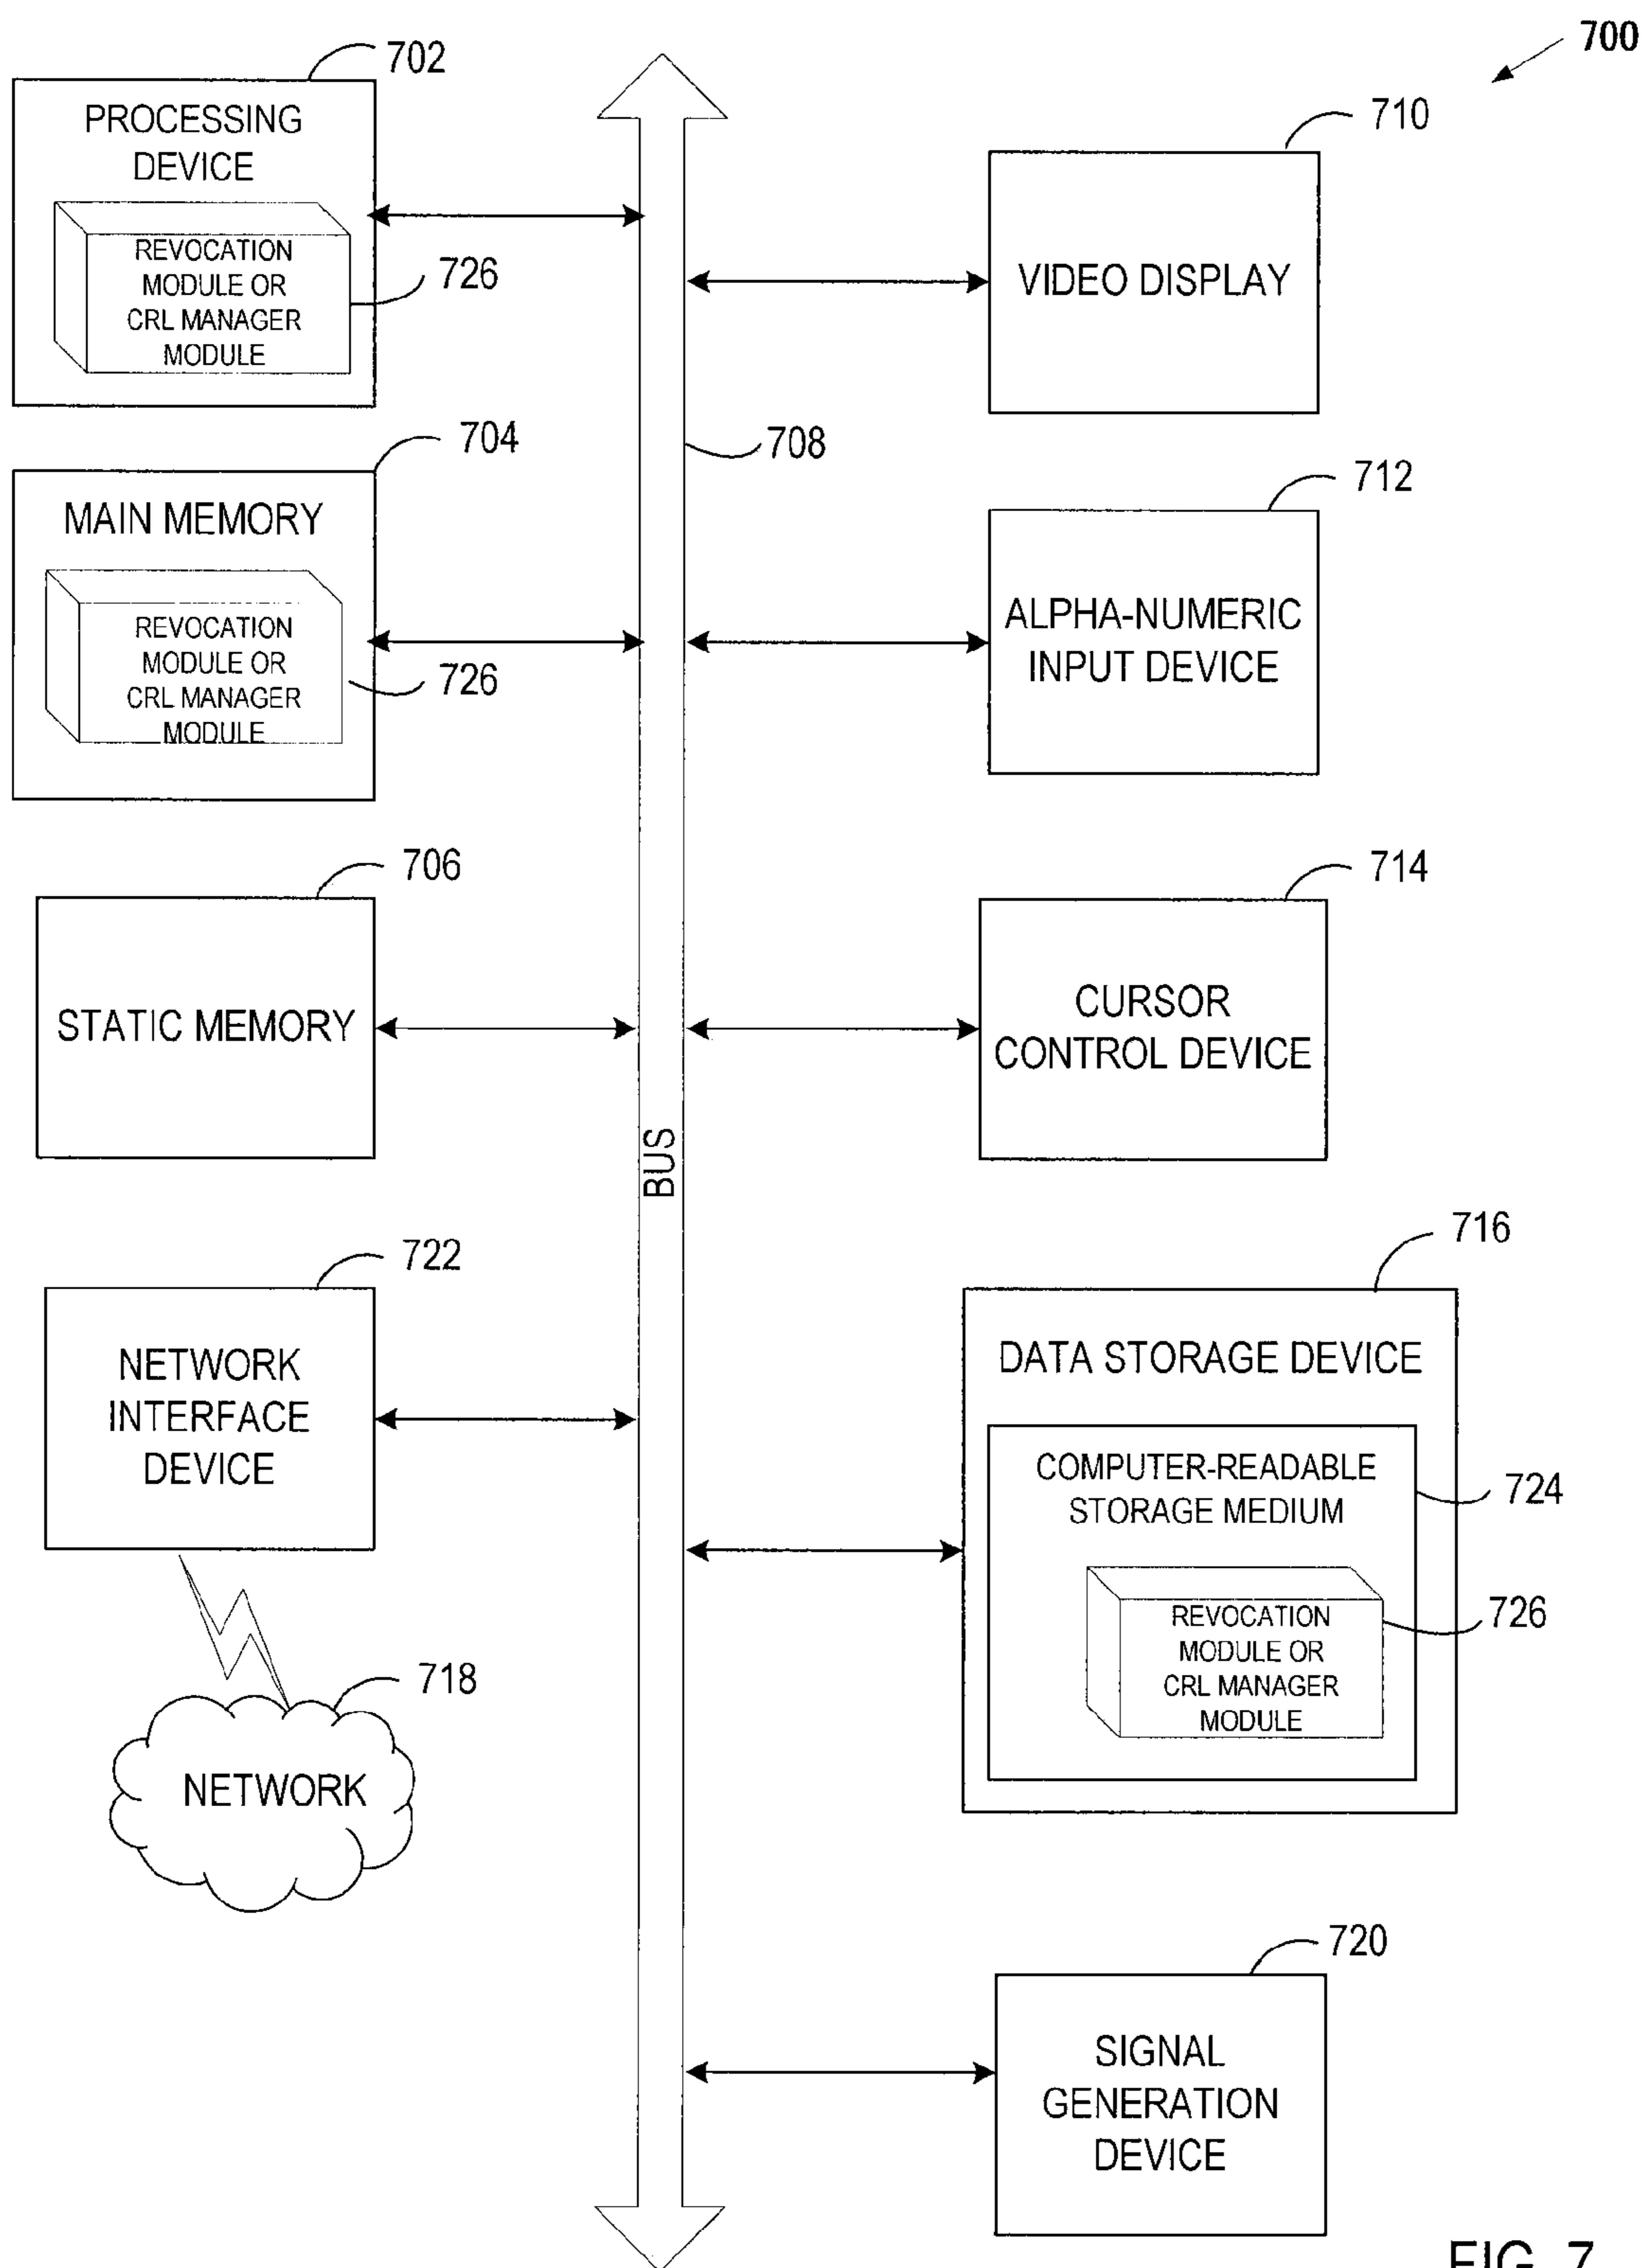 700
702
PROCESSING
DEVICE
REVOCATION
MODULE OR
CRL MANAGER
MODULE
726
704
MAIN MEMORY
REVOCATION
MODULE OR
CRL MANAGER
MODULE
726
706
STATIC MEMORY
722
NETWORK
INTERFACE
DEVICE
718
NETWORK
708
BUS
710
VIDEO DISPLAY
712
ALPHA-NUMERIC
INPUT DEVICE
714
CURSOR
CONTROL DEVICE
716
DATA STORAGE DEVICE
COMPUTER-READABLE
STORAGE MEDIUM
724
REVOCATION
MODULE OR
CRL MANAGER
MODULE
726
720
SIGNAL
GENERATION
DEVICE
FIG. 7